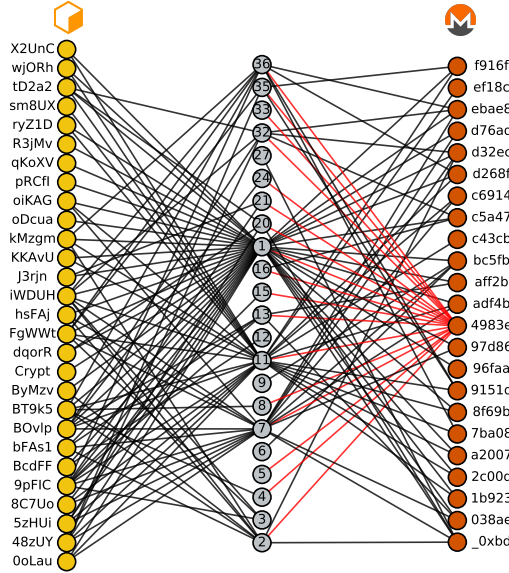 X2UnC
wjORh
tD2a2
sm8UX
ryZ1D
R3jMv
qKoXV
pRCfI
oiKAG
oDcua
kMzgm
KKAvU
J3rjn
iWDUH
hsFAj
FgWWt
dqorR
Crypt
ByMzv
BT9k5
BOvlp
bFAs1
BcdFF
9pFIC
8C7Uo
5zHUi
48zUY
0oLau
36
35
33
32
27
24
21
20
1
16
15
13
12
11
9
8
7
6
5
4
3
2
f916f
ef18c
ebae8
d76ad
d32ec
d268f
c6914
c5a47
c43cb
bc5fb
aff2b
adf4b
4983e
97d86
96faa
9151c
8f69b
7ba08
a2007
2c00c
1b923
038ae
_0xbd